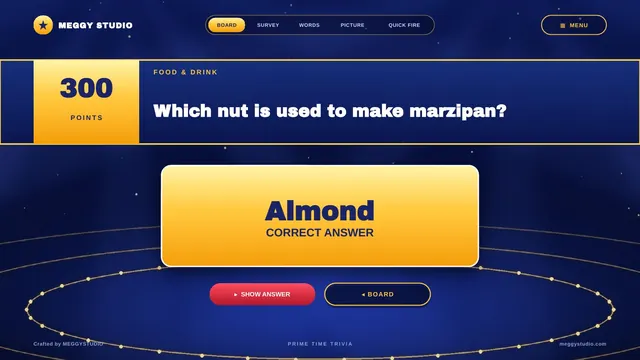 MEGGY STUDIO
BOARD SURVEY WORDS PICTURE QUICK FIRE
MENU
300
POINTS
FOOD & DRINK
Which nut is used to make marzipan?
Almond
CORRECT ANSWER
SHOW ANSWER
BOARD
Crafted by MEGGYSTUDIO
PRIME TIME TRIVIA
meggystudio.com